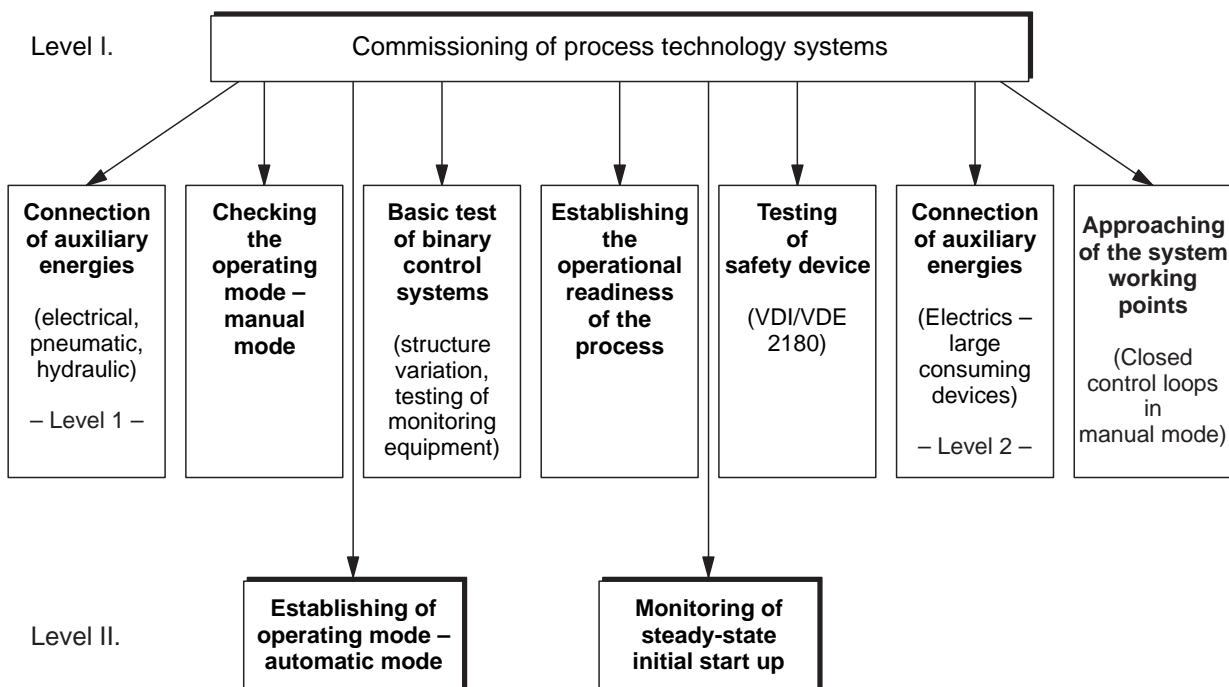 Level I.
Commissioning of process technology systems
Connection
of auxiliary
energies
(electrical,
pneumatic,
hydraulic)
– Level 1 –
Checking
the
operating
mode –
manual
mode
Basic test
of binary
control
systems
(structure
variation,
testing of
monitoring
equipment)
Establishing
the
operational
readiness
of the
process
Testing
of
safety device
(VDI/VDE
2180)
Connection
of auxiliary
energies
(Electrics –
large
consuming
devices)
– Level 2 –
Approaching
of the system
working
points
(Closed
control loops
in
manual mode)
Level II.
Establishing of
operating mode –
automatic mode
Monitoring of
steady-state
initial start up